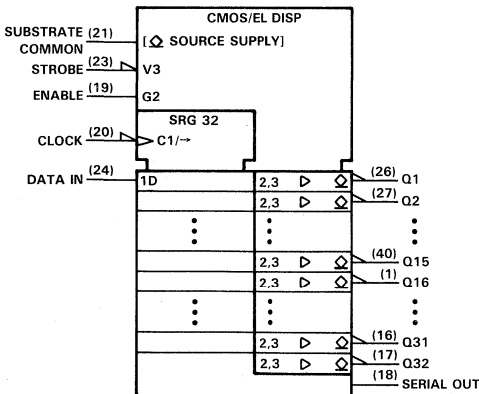 CMOS/EL DISP
SUBSTRATE COMMON (21) [◇ SOURCE SUPPLY]
STROBE (23) V3
ENABLE (19) G2
SRG 32
CLOCK (20) C1/→
DATA IN (24) 1D 2,3 ▷ ◇ (26) Q1
2,3 ▷ ◇ (27) Q2
2,3 ▷ ◇ (40) Q15
2,3 ▷ ◇ (1) Q16
2,3 ▷ ◇ (16) Q31
2,3 ▷ ◇ (17) Q32
(18) SERIAL OUT